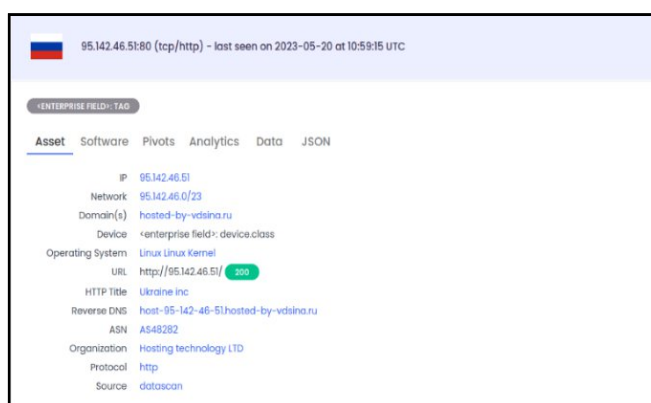 95.142.46.51:80 (tcp/http) - last seen on 2023-05-20 at 10:59:15 UTC
<ENTERPRISE FIELD>: TAG
Asset Software Pivots Analytics Data JSON
IP 95.142.46.51
Network 95.142.46.0/23
Domain(s) hosted-by-vdsina.ru
Device <enterprise field>: device.class
Operating System Linux Linux Kernel
URL http://95.142.46.51/ 200
HTTP Title Ukraine inc
Reverse DNS host-95-142-46-51.hosted-by-vdsina.ru
ASN AS48282
Organization Hosting technology LTD
Protocol http
Source datascan